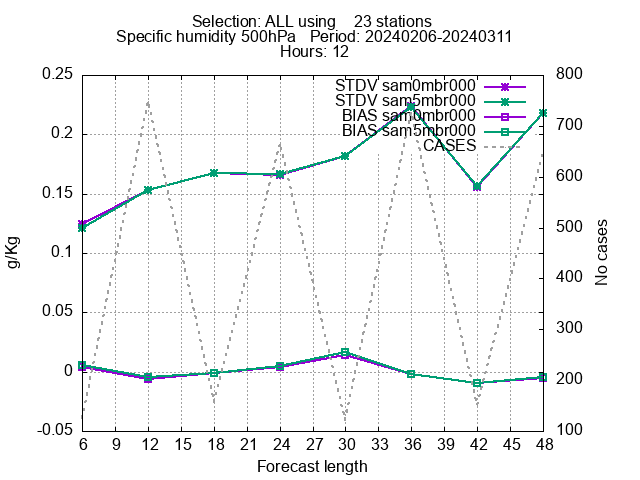 Selection: ALL using    23 stations
Specific humidity 500hPa   Period: 20240206-20240311
Hours: 12
STDV sam0mbr000
STDV sam5mbr000
BIAS sam0mbr000
BIAS sam5mbr000
CASES
0.25
0.2
0.15
0.1
0.05
0
-0.05
g/Kg
800
700
600
500
400
300
200
100
No cases
6 9 12 15 18 21 24 27 30 33 36 39 42 45 48
Forecast length